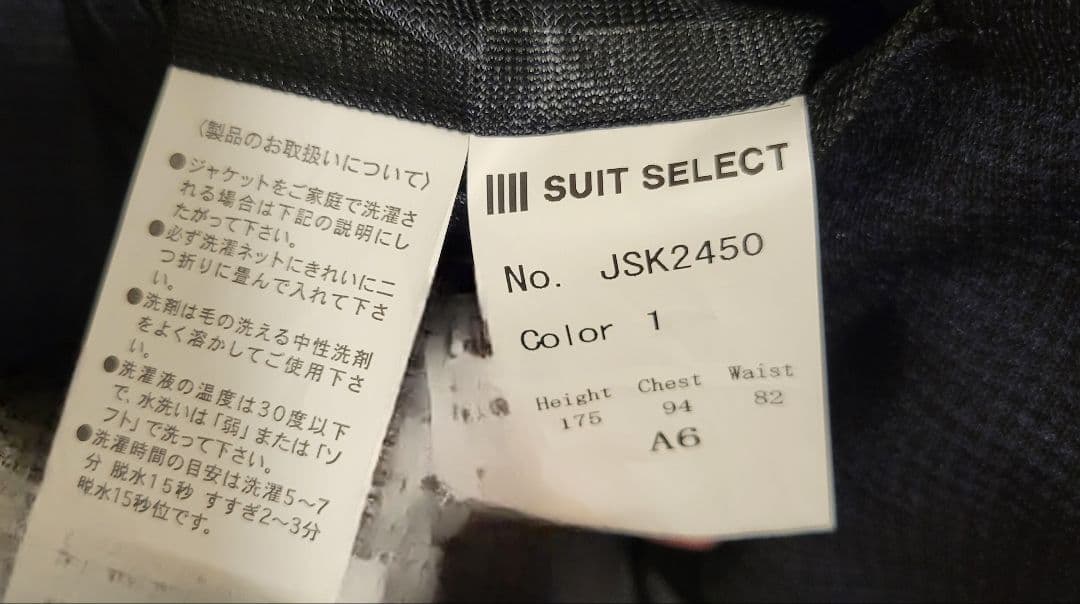 〈製品のお取扱いについて〉
●ジャケットをご家庭で洗濯さ
れる場合は下記の説明にし
たがって下さい。
●必ず洗濯ネットにきれいに二
つ折りに畳んで入れて下さ
い。
●洗剤は毛の洗える中性洗剤
をよく溶かしてご使用下さ
い。
●洗濯液の温度は30度以下
で、水洗いは「弱」または「ソ
フト」で洗って下さい。
●洗濯時間の目安は洗濯5〜7
分 脱水15秒 すすぎ2〜3分
脱水15秒位です。
SUIT SELECT
No. JSK2450
Color 1
Height Chest Waist
175 94 82
A6